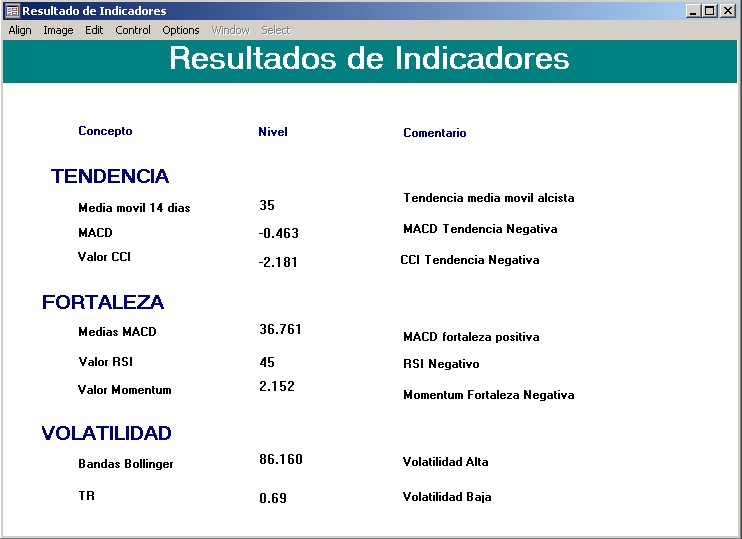 Resultado de Indicadores
Align Image Edit Control Options Window Select
Resultados de Indicadores
Concepto Nivel Comentario
TENDENCIA
Media movil 14 dias 35 Tendencia media movil alcista
MACD -0.463 MACD Tendencia Negativa
Valor CCI -2.181 CCI Tendencia Negativa
FORTALEZA
Medias MACD 36.761 MACD fortaleza positiva
Valor RSI 45 RSI Negativo
Valor Momentum 2.152 Momentum Fortaleza Negativa
VOLATILIDAD
Bandas Bollinger 86.160 Volatilidad Alta
TR 0.69 Volatilidad Baja